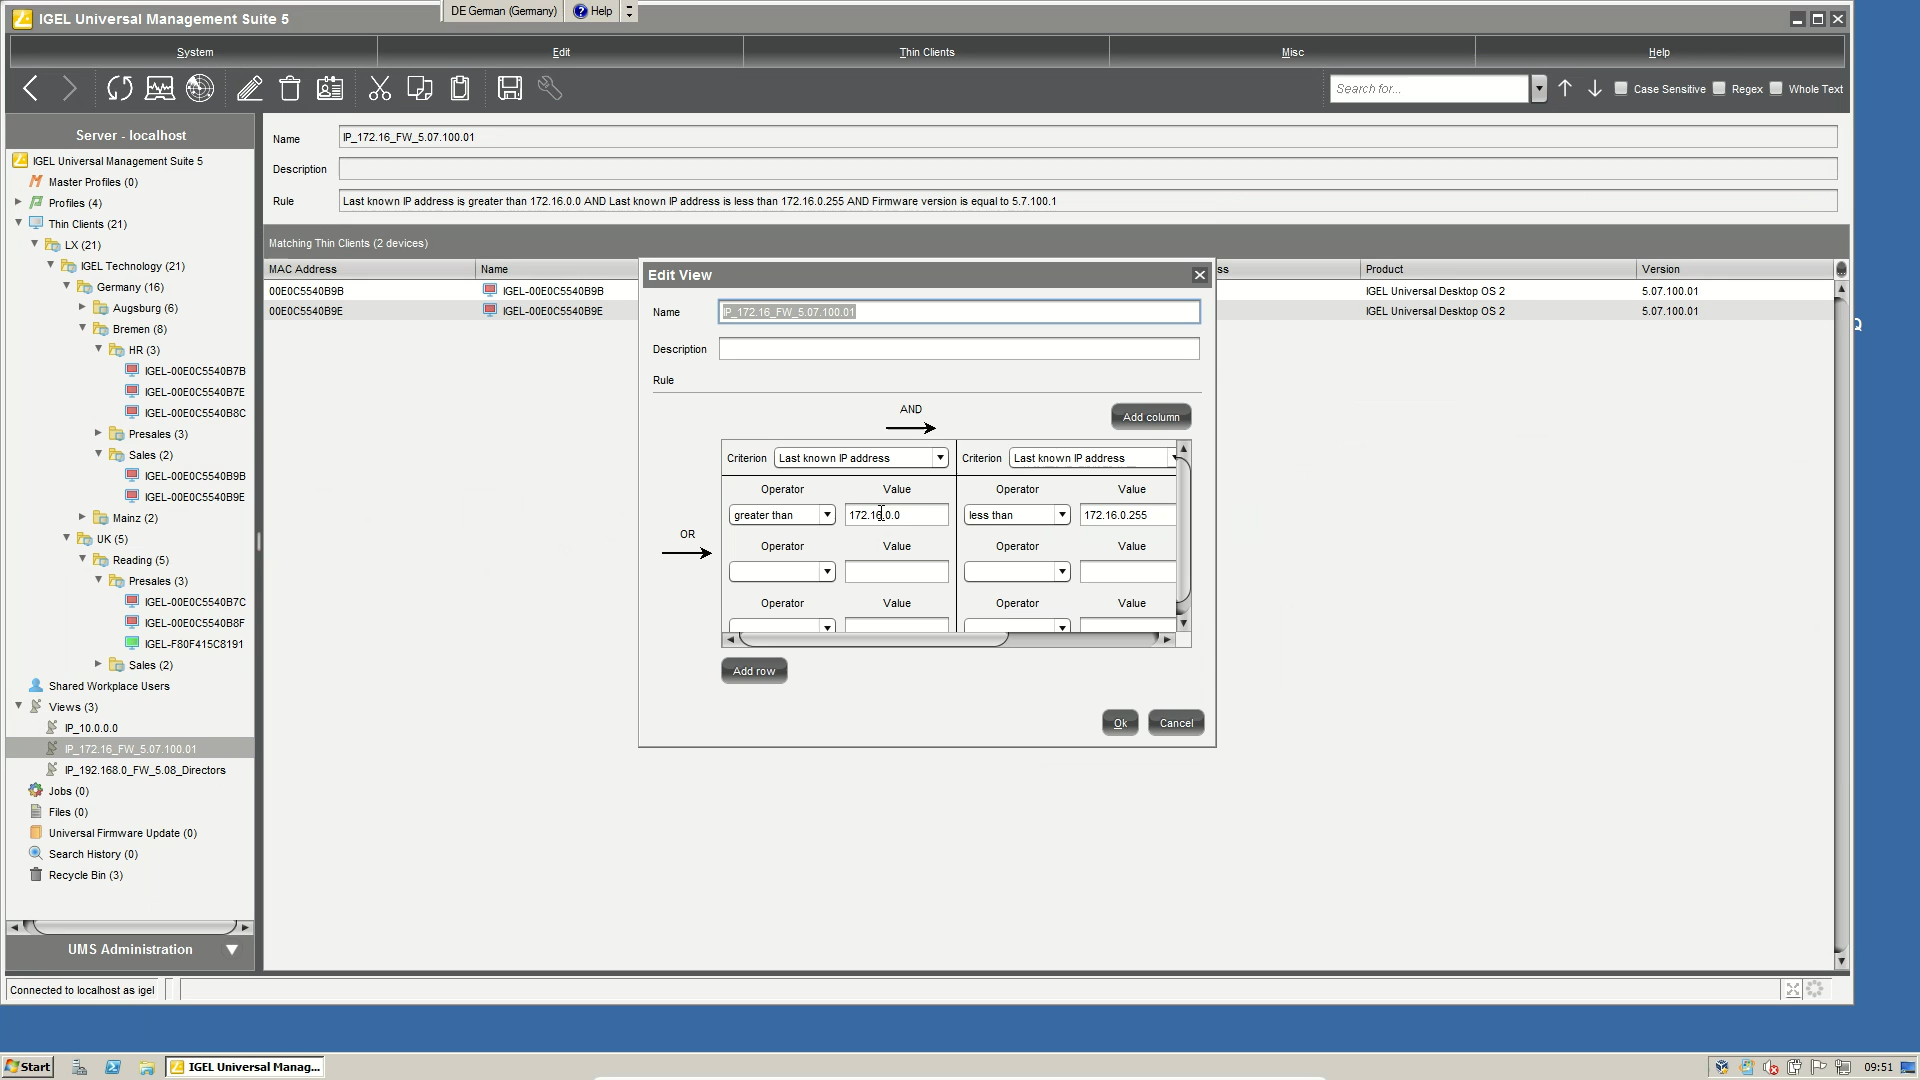 DE German (Germany)
Help
IGEL Universal Management Suite 5
System
Edit
Thin Clients
Misc
Help
Search for...
Case Sensitive
Regex
Whole Text
Server - localhost
IGEL Universal Management Suite 5
Master Profiles (0)
Profiles (4)
Thin Clients (21)
LX (21)
IGEL Technology (21)
Germany (16)
Augsburg (6)
Bremen (8)
HR (3)
IGEL-00E0C5540B7B
IGEL-00E0C5540B7E
IGEL-00E0C5540B8C
Presales (3)
Sales (2)
IGEL-00E0C5540B9B
IGEL-00E0C5540B9E
Mainz (2)
UK (5)
Reading (5)
Presales (3)
IGEL-00E0C5540B7C
IGEL-00E0C5540B8F
IGEL-F80F415C8191
Sales (2)
Shared Workplace Users
Views (3)
IP_10.0.0.0
IP_172.16_FW_5.07.100.01
IP_192.168.0_FW_5.08_Directors
Jobs (0)
Files (0)
Universal Firmware Update (0)
Search History (0)
Recycle Bin (3)
UMS Administration
Connected to localhost as igel
Name IP_172.16_FW_5.07.100.01
Description
Rule Last known IP address is greater than 172.16.0.0 AND Last known IP address is less than 172.16.0.255 AND Firmware version is equal to 5.7.100.1
Matching Thin Clients (2 devices)
MAC Address Name ss Product Version
00E0C5540B9B IGEL-00E0C5540B9B IGEL Universal Desktop OS 2 5.07.100.01
00E0C5540B9E IGEL-00E0C5540B9E IGEL Universal Desktop OS 2 5.07.100.01
Edit View
Name IP_172.16_FW_5.07.100.01
Description
Rule
AND
Add column
Criterion Last known IP address Criterion Last known IP address
Operator Value Operator Value
greater than 172.16.0.0 less than 172.16.0.255
OR
Operator Value Operator Value
Operator Value Operator Value
Add row
Ok Cancel
Start
IGEL Universal Manag...
09:51